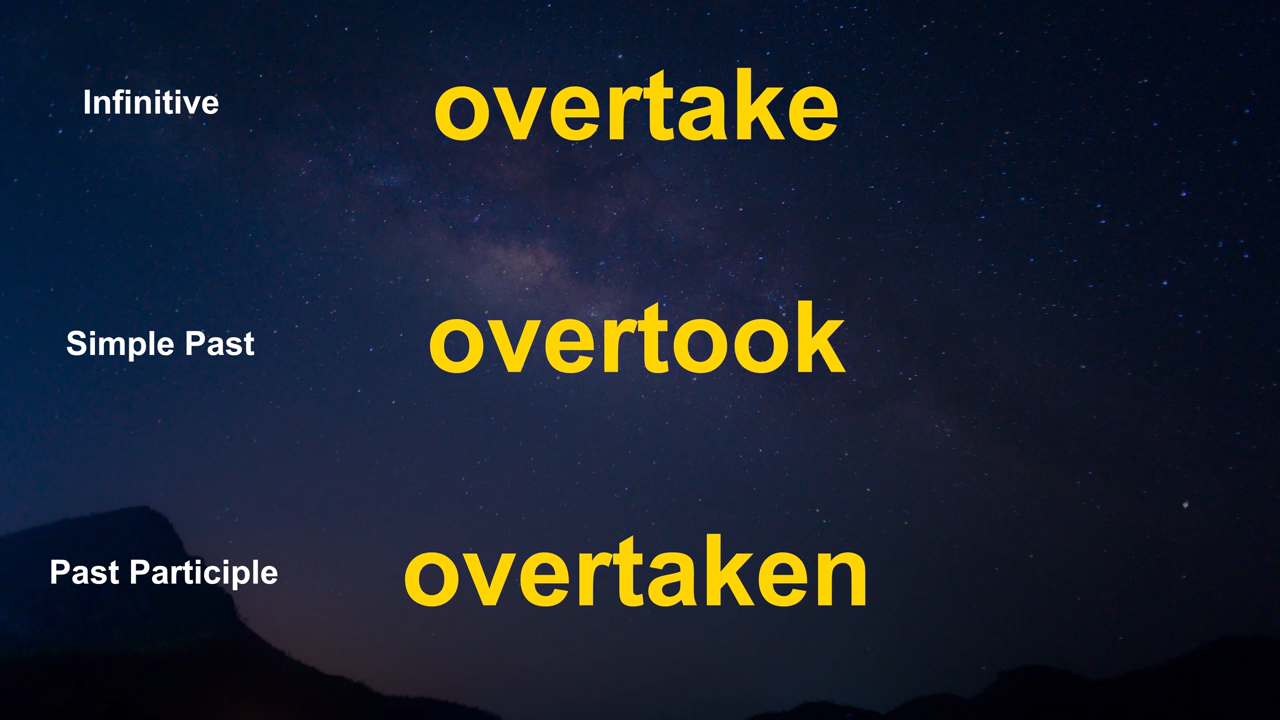 Infinitive overtake
Simple Past overtook
Past Participle overtaken